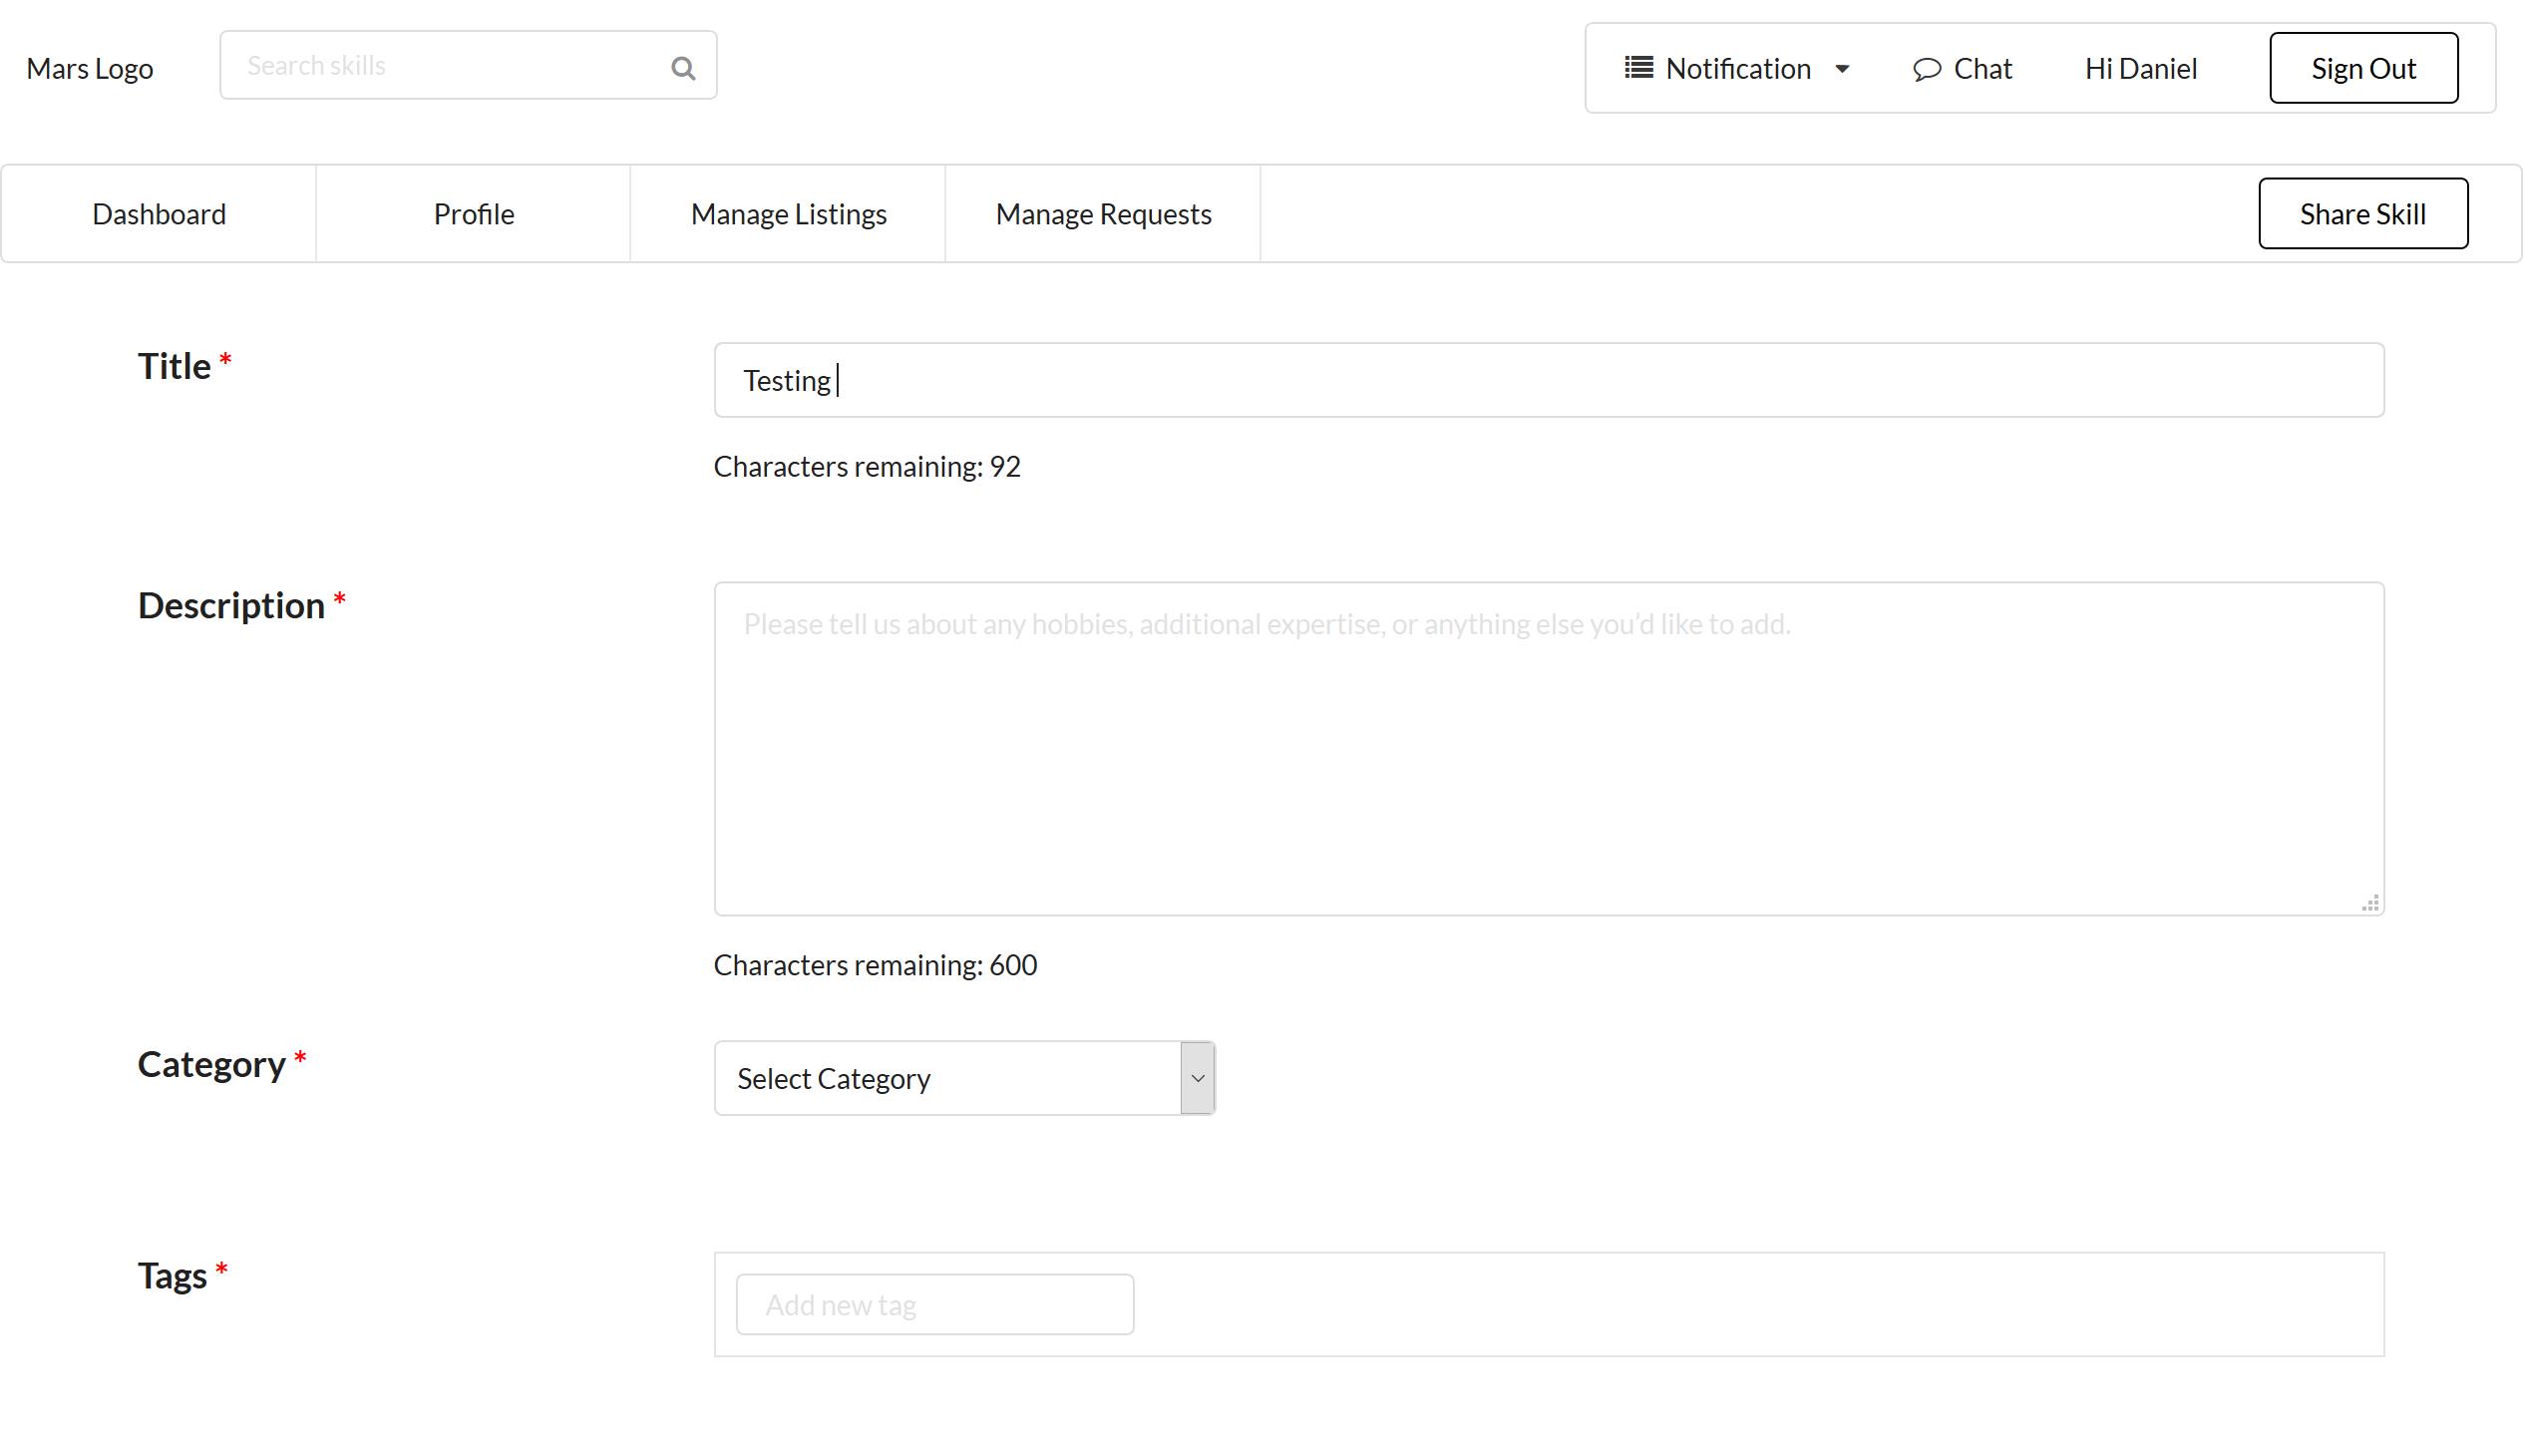 Mars Logo
Search skills
Notification
Chat
Hi Daniel
Sign Out
Dashboard
Profile
Manage Listings
Manage Requests
Share Skill
Title *
Testing
Characters remaining: 92
Description *
Please tell us about any hobbies, additional expertise, or anything else you'd like to add.
Characters remaining: 600
Category *
Select Category
Tags *
Add new tag